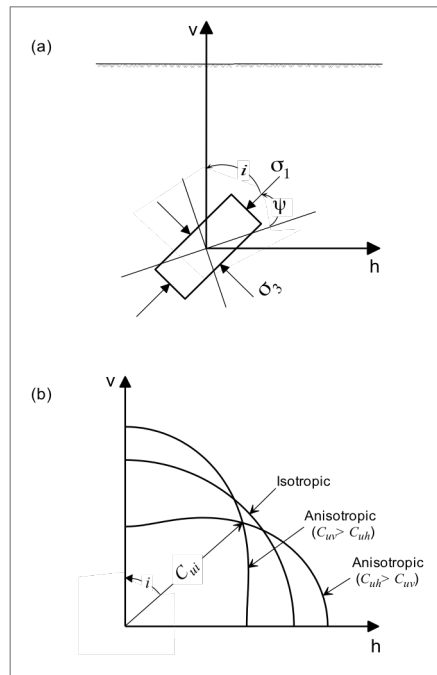 (a)
v
i
σ₁
ψ
h
σ₃
(b)
v
Isotropic
Anisotropic
(Cᵤᵥ> Cᵤₕ)
Cᵤᵢ
Anisotropic
(Cᵤₕ> Cᵤᵥ)
i
h